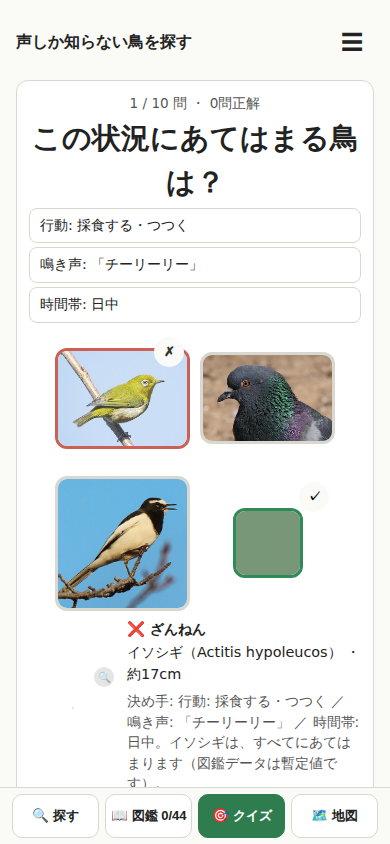 声しか知らない鳥を探す
☰
1 / 10 問 ・ 0問正解
この状況にあてはまる鳥
は？
行動: 採食する・つつく
鳴き声: 「チーリーリー」
時間帯: 日中
✗
✓
❌ ざんねん
イソシギ（Actitis hypoleucos） ・
約17cm
決め手: 行動: 採食する・つつく ／
鳴き声: 「チーリーリー」 ／ 時間帯:
日中。イソシギは、すべてにあては
まります（図鑑データは暫定値で
す）。
🔍 探す
📖 図鑑 0/44
🎯 クイズ
🗺️ 地図